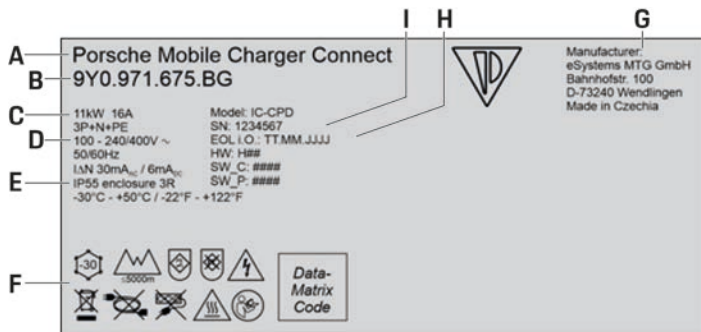 I
H
G
A
Porsche Mobile Charger Connect
B
9Y0.971.675.BG
Manufacturer:
eSystems MTG GmbH
Bahnhofstr. 100
D-73240 Wendlingen
Made in Czechia
C
11kW 16A
3P+N+PE
D
100 - 240/400V ~
50/60Hz
IΔN 30mAAC / 6mADC
E
IP55 enclosure 3R
-30°C - +50°C / -22°F - +122°F
Model: IC-CPD
SN: 1234567
EOL i.O.: TT.MM.JJJJ
HW: H##
SW_C: ####
SW_P: ####
F
-30
≤5000m
Data-
Matrix
Code